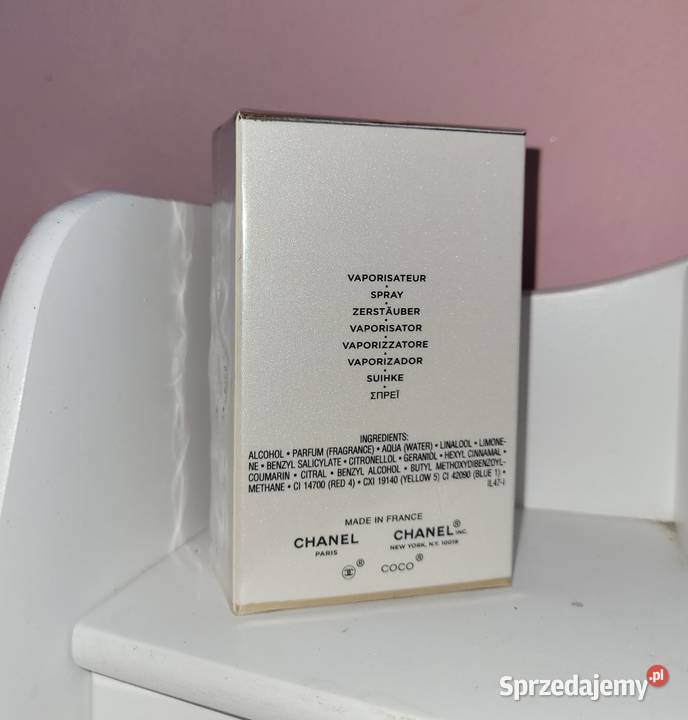 VAPORISATEUR
•
SPRAY
•
ZERSTÄUBER
•
VAPORISATOR
•
VAPORIZZATORE
•
VAPORIZADOR
•
SUIHKE
•
ΣΠΡΕΪ
INGREDIENTS:
ALCOHOL • PARFUM (FRAGRANCE) • AQUA (WATER) • LINALOOL • LIMONE-
NE • BENZYL SALICYLATE • CITRONELLOL • GERANIOL • HEXYL CINNAMAL •
COUMARIN • CITRAL • BENZYL ALCOHOL • BUTYL METHOXYDIBENZOYL-
METHANE • CI 14700 (RED 4) • CXI 19140 (YELLOW 5) CI 42090 (BLUE 1) •
IL47-I
MADE IN FRANCE
CHANEL CHANEL® INC.
PARIS NEW YORK, N.Y. 10019
® COCO®
Sprzedajemy.pl